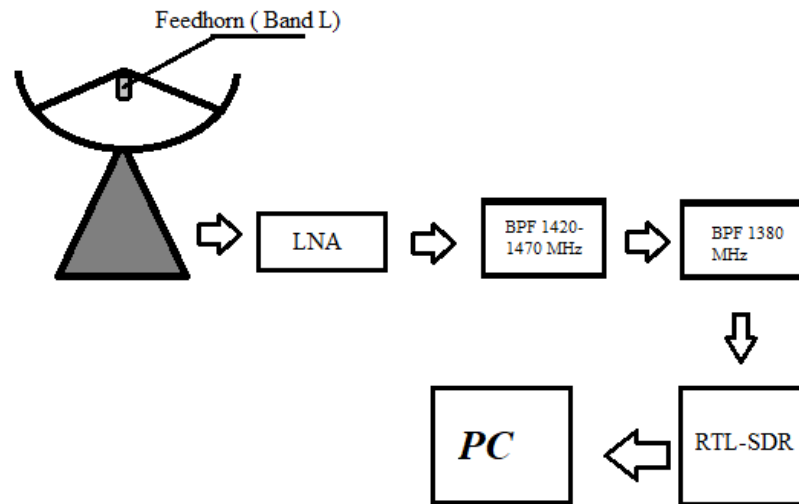 Feedhorn ( Band L)
LNA
BPF 1420-
1470 MHz
BPF 1380
MHz
RTL-SDR
PC